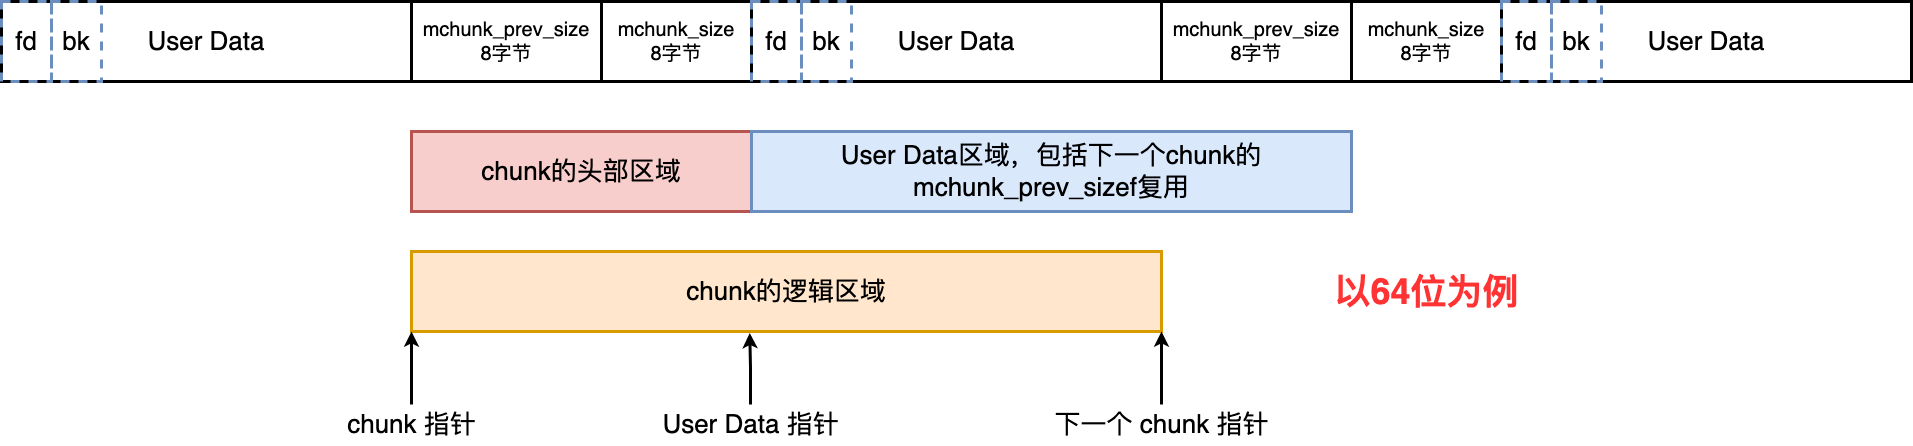 fd bk User Data mchunk_prev_size mchunk_size fd bk User Data mchunk_prev_size mchunk_size fd bk User Data
8字节 8字节 8字节 8字节
chunk的头部区域
User Data区域，包括下一个chunk的
mchunk_prev_sizef复用
chunk的逻辑区域
以64位为例
chunk 指针
User Data 指针
下一个 chunk 指针